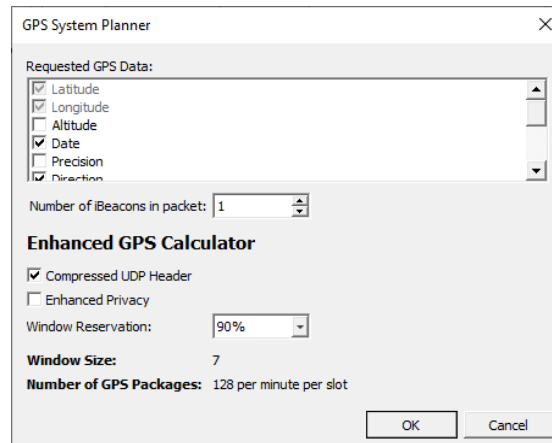 GPS System Planner
Requested GPS Data:
Latitude
Longitude
Altitude
Date
Precision
Direction
Number of iBeacons in packet: 1
Enhanced GPS Calculator
Compressed UDP Header
Enhanced Privacy
Window Reservation: 90%
Window Size: 7
Number of GPS Packages: 128 per minute per slot
OK Cancel